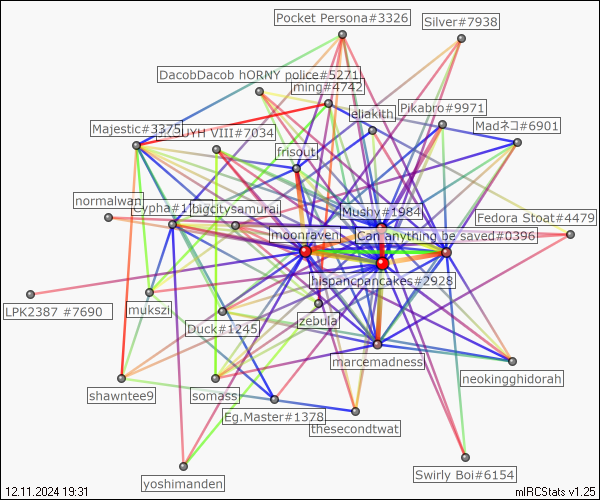 Pocket Persona#3326
Silver#7938
DacobDacob hORNY police#5271
ming#4742
eliakith
Pikabro#9971
Madネコ#6901
Majestic#3375
UYH VIII#7034
frisout
normalwan
Cypha#1
bigcitysamurai
Mushy#1984
Fedora Stoat#4479
moonraven
Can anything be saved#0396
hispancpancakes#2928
LPK2387 #7690
mukszi
Duck#1245
zebula
marcemadness
neokingghidorah
shawntee9
somass
Eg.Master#1378
thesecondtwat
Swirly Boi#6154
yoshimanden
12.11.2024 19:31
mIRCStats v1.25